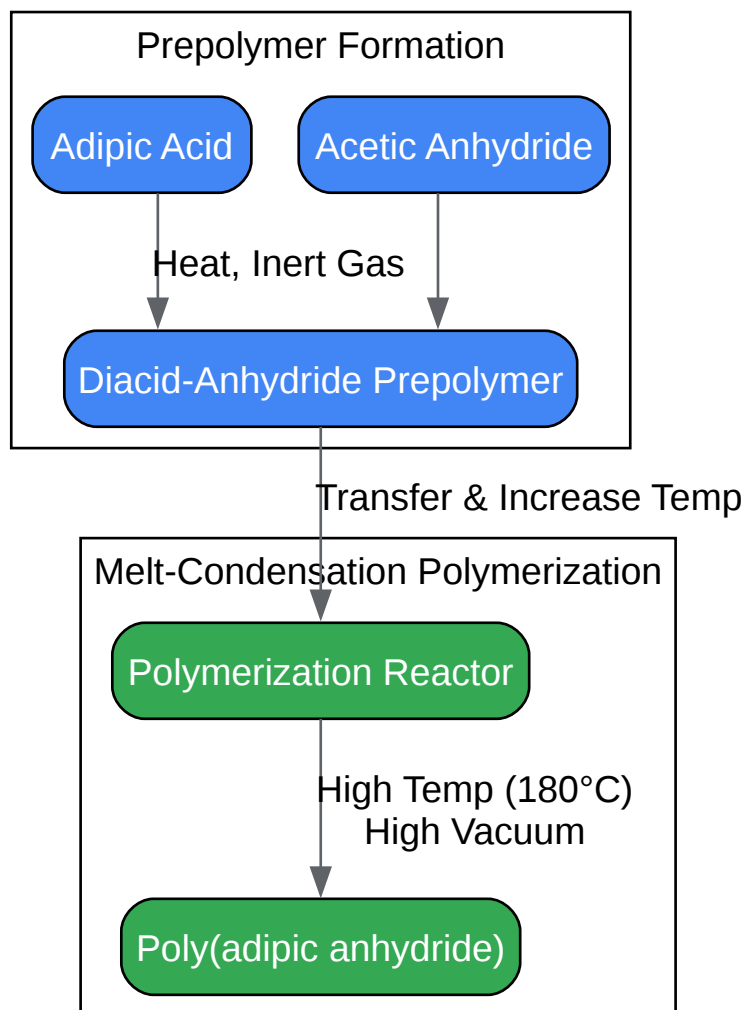 Prepolymer Formation
Adipic Acid
Acetic Anhydride
Heat, Inert Gas
Diacid-Anhydride Prepolymer
Transfer & Increase Temp
Melt-Condensation Polymerization
Polymerization Reactor
High Temp (180°C)
High Vacuum
Poly(adipic anhydride)